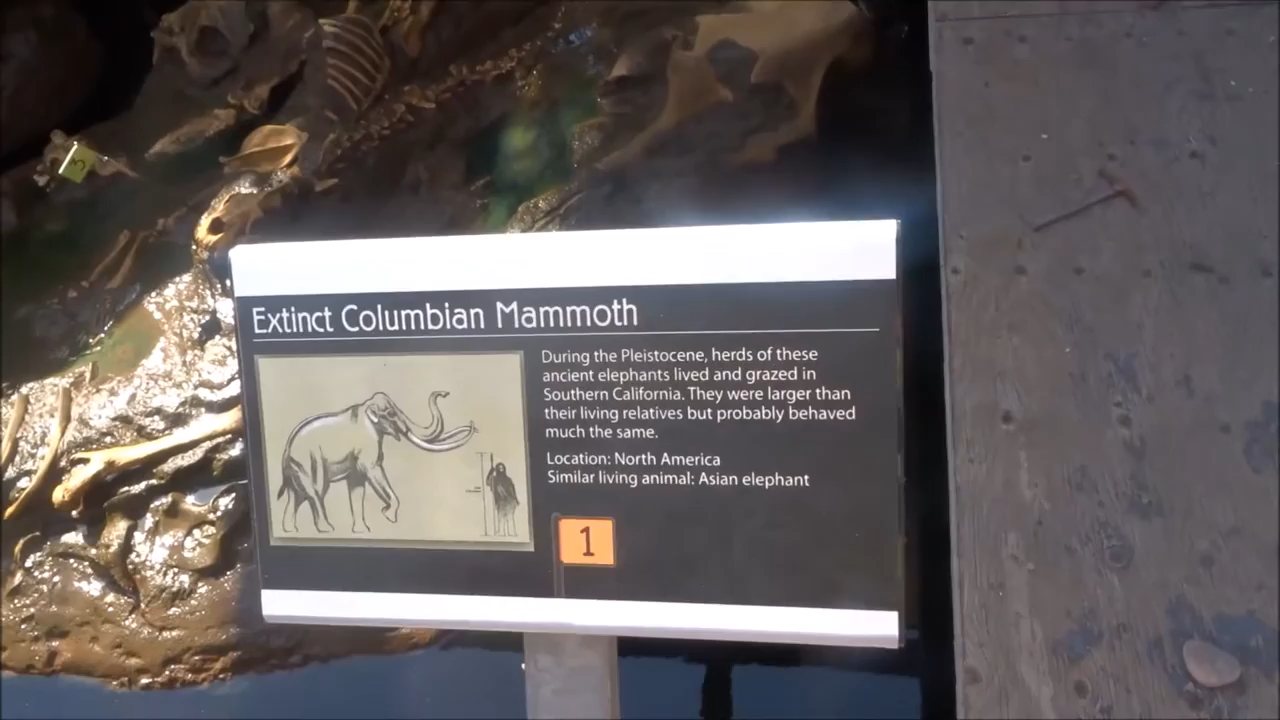 3
Extinct Columbian Mammoth
During the Pleistocene, herds of these
ancient elephants lived and grazed in
Southern California. They were larger than
their living relatives but probably behaved
much the same.
Location: North America
Similar living animal: Asian elephant
1